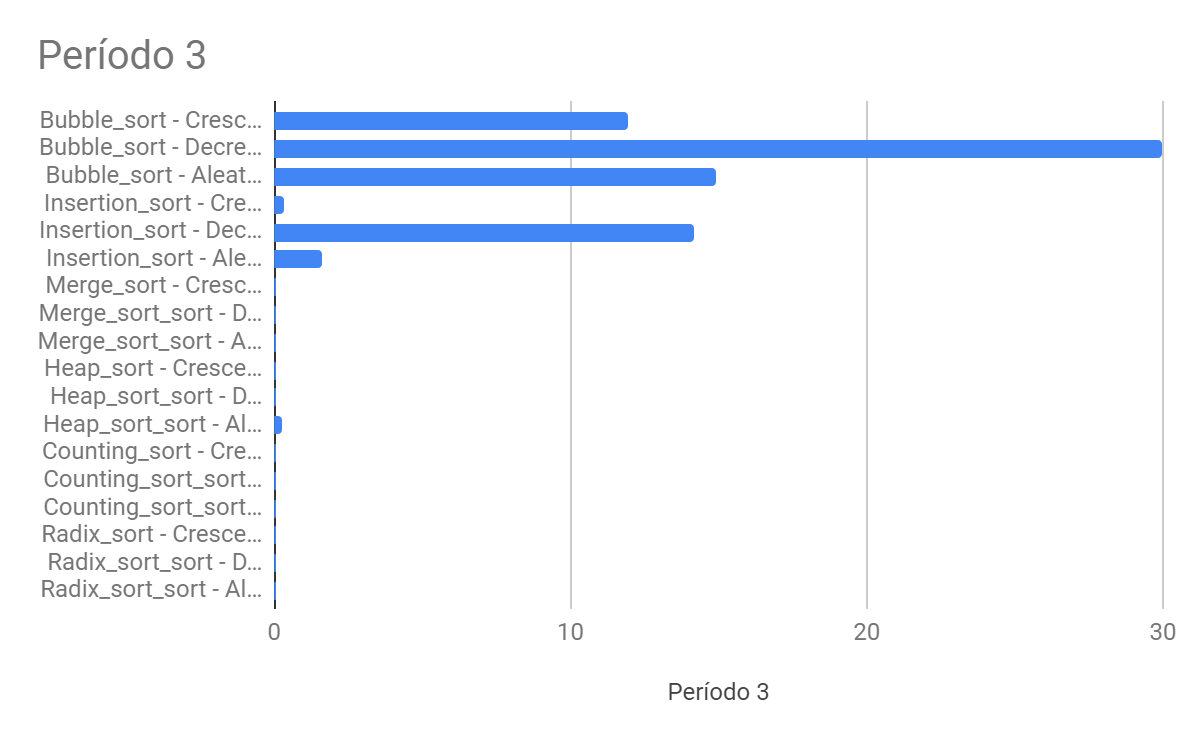 Período 3
Bubble_sort - Cresc…
Bubble_sort - Decre…
Bubble_sort - Aleat…
Insertion_sort - Cre…
Insertion_sort - Dec…
Insertion_sort - Ale…
Merge_sort - Cresc…
Merge_sort_sort - D…
Merge_sort_sort - A…
Heap_sort - Cresce…
Heap_sort_sort - D…
Heap_sort_sort - Al…
Counting_sort - Cre…
Counting_sort_sort…
Counting_sort_sort…
Radix_sort - Cresce…
Radix_sort_sort - D…
Radix_sort_sort - Al…
0 10 20 30
Período 3